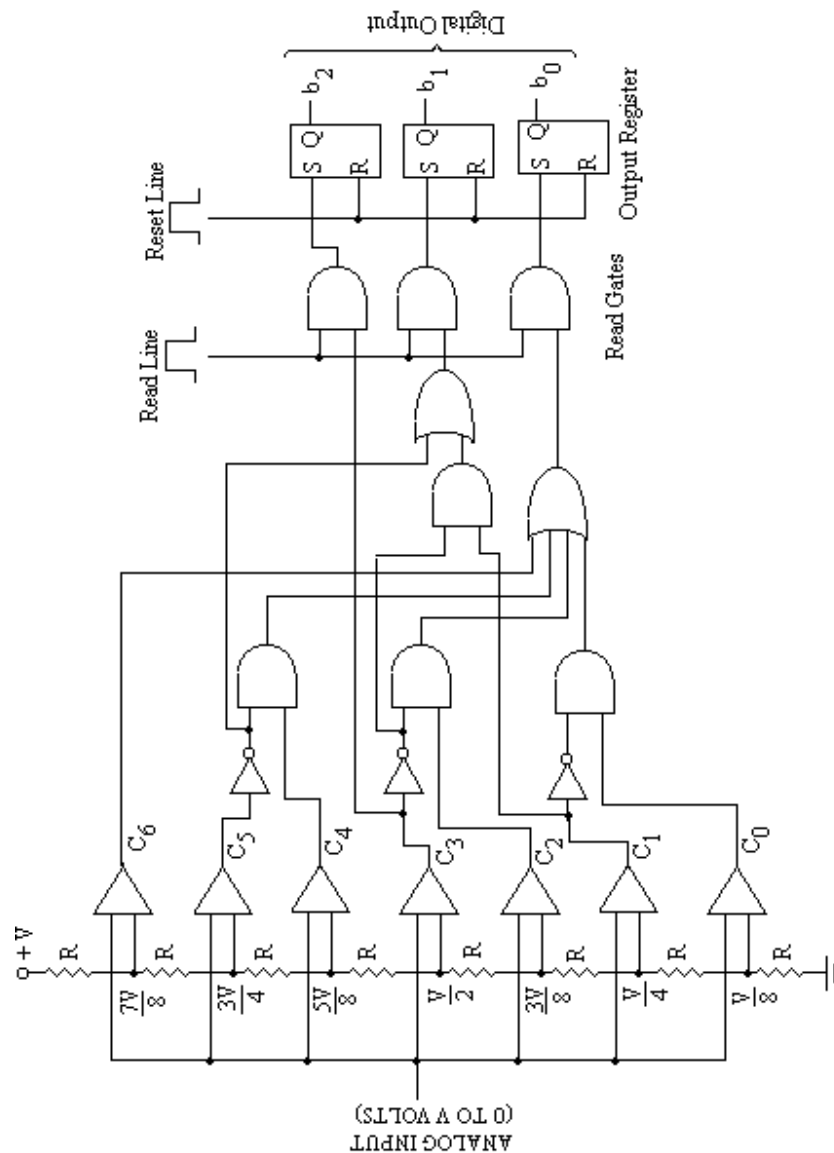 Digital Output
b2
b1
b0
Q
S
R
Q
S
R
Q
S
R
Output Register
Reset Line
Read Line
Read Gates
C6
C5
C4
C3
C2
C1
C0
+V
R
R
R
R
R
R
R
R
7V/8
3V/4
5V/8
V/2
3V/8
V/4
V/8
ANALOG INPUT
(0 TO V VOLTS)